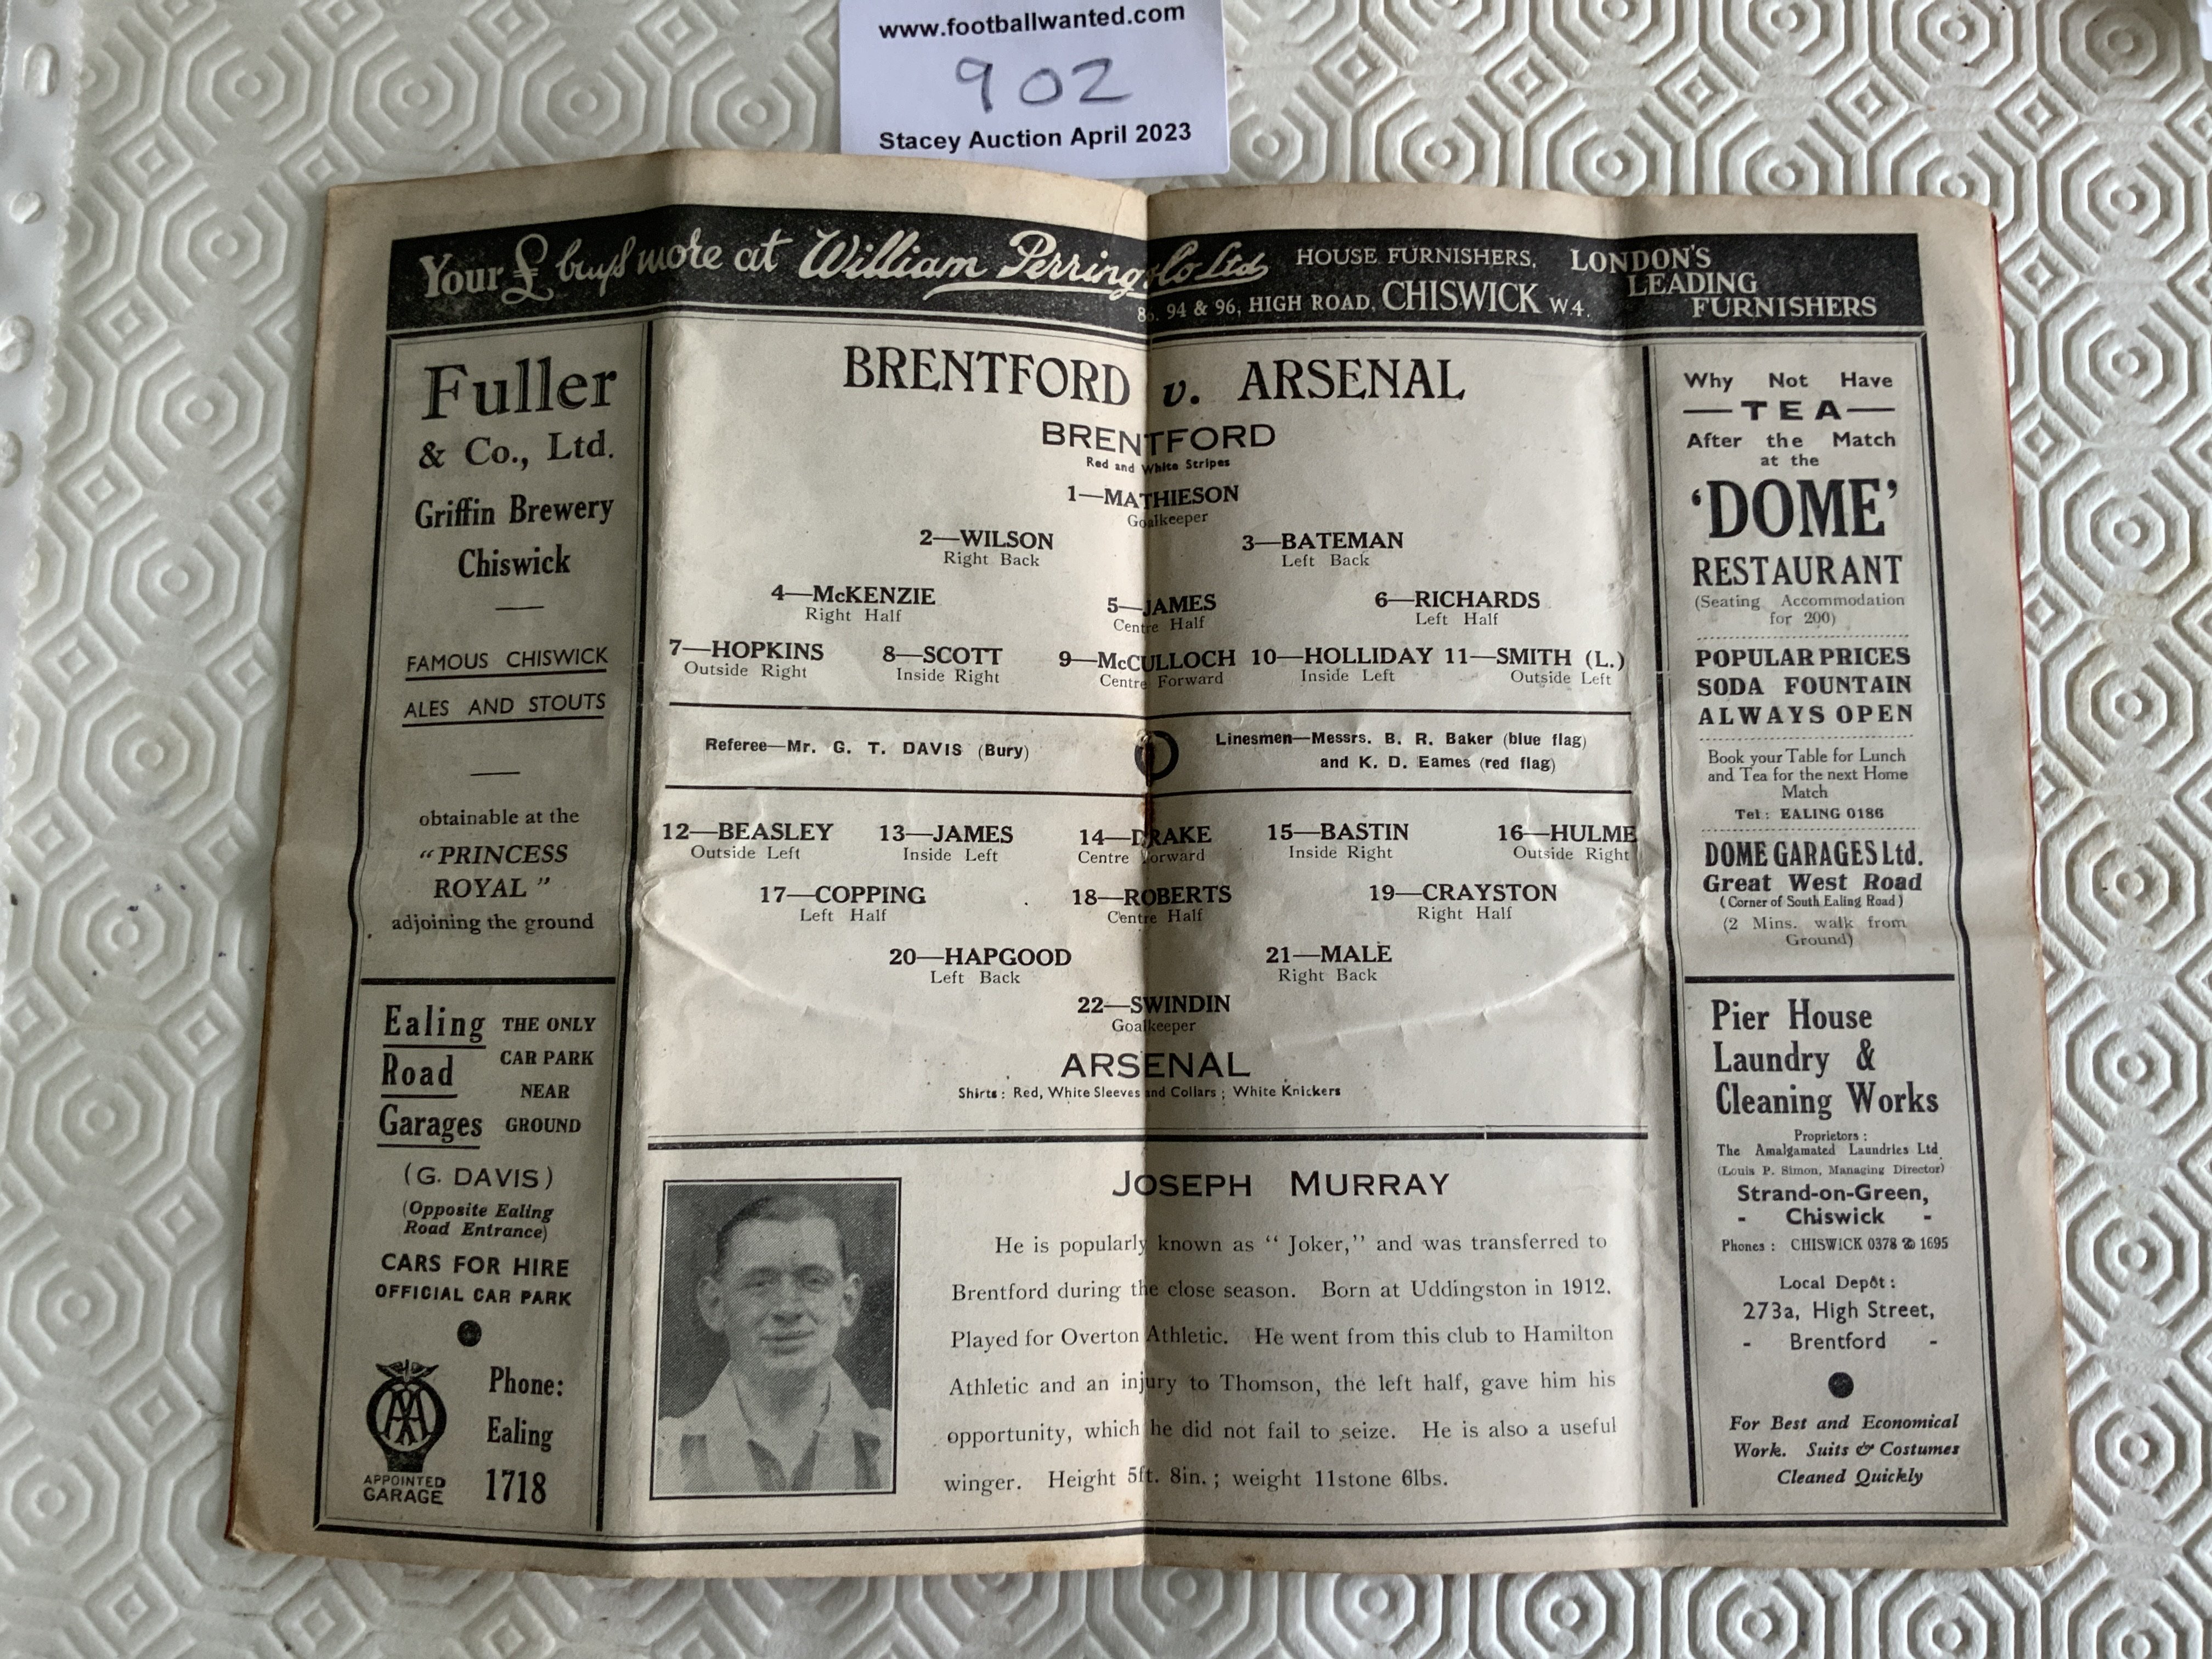 www.footballwanted.com
902
Stacey Auction April 2023
Your £ buys more at William Perring & Co Ltd
HOUSE FURNISHERS,
94 & 96, HIGH ROAD, CHISWICK W4.
LONDON'S
LEADING
FURNISHERS
Fuller
& Co., Ltd.
Griffin Brewery
Chiswick
FAMOUS CHISWICK
ALES AND STOUTS
obtainable at the
"PRINCESS
ROYAL"
adjoining the ground
Ealing
Road
Garages
THE ONLY
CAR PARK
NEAR
GROUND
(G. DAVIS)
(Opposite Ealing
Road Entrance)
CARS FOR HIRE
OFFICIAL CAR PARK
AA
APPOINTED
GARAGE
Phone:
Ealing
1718
BRENTFORD v. ARSENAL
BRENTFORD
Red and White Stripes
1—MATHIESON
Goalkeeper
2—WILSON 3—BATEMAN
Right Back Left Back
4—McKENZIE 5—JAMES 6—RICHARDS
Right Half Centre Half Left Half
7—HOPKINS 8—SCOTT 9—McCULLOCH 10—HOLLIDAY 11—SMITH (L.)
Outside Right Inside Right Centre Forward Inside Left Outside Left
Referee—Mr. G. T. DAVIS (Bury)
Linesmen—Messrs. B. R. Baker (blue flag)
and K. D. Eames (red flag)
12—BEASLEY 13—JAMES 14—DRAKE 15—BASTIN 16—HULME
Outside Left Inside Left Centre Forward Inside Right Outside Right
17—COPPING 18—ROBERTS 19—CRAYSTON
Left Half Centre Half Right Half
20—HAPGOOD 21—MALE
Left Back Right Back
22—SWINDIN
Goalkeeper
ARSENAL
Shirts: Red, White Sleeves and Collars; White Knickers
JOSEPH MURRAY
He is popularly known as "Joker," and was transferred to
Brentford during the close season. Born at Uddingston in 1912.
Played for Overton Athletic. He went from this club to Hamilton
Athletic and an injury to Thomson, the left half, gave him his
opportunity, which he did not fail to seize. He is also a useful
winger. Height 5ft. 8in.; weight 11stone 6lbs.
Why Not Have
—TEA—
After the Match
at the
'DOME'
RESTAURANT
(Seating Accommodation
for 200)
POPULAR PRICES
SODA FOUNTAIN
ALWAYS OPEN
Book your Table for Lunch
and Tea for the next Home
Match
Tel: EALING 0186
DOME GARAGES Ltd.
Great West Road
(Corner of South Ealing Road)
(2 Mins. walk from
Ground)
Pier House
Laundry &
Cleaning Works
Proprietors:
The Amalgamated Laundries Ltd
(Louis P. Simon, Managing Director)
Strand-on-Green,
- Chiswick -
Phones: CHISWICK 0378 & 1695
Local Depôt:
273a, High Street,
- Brentford -
For Best and Economical
Work. Suits & Costumes
Cleaned Quickly